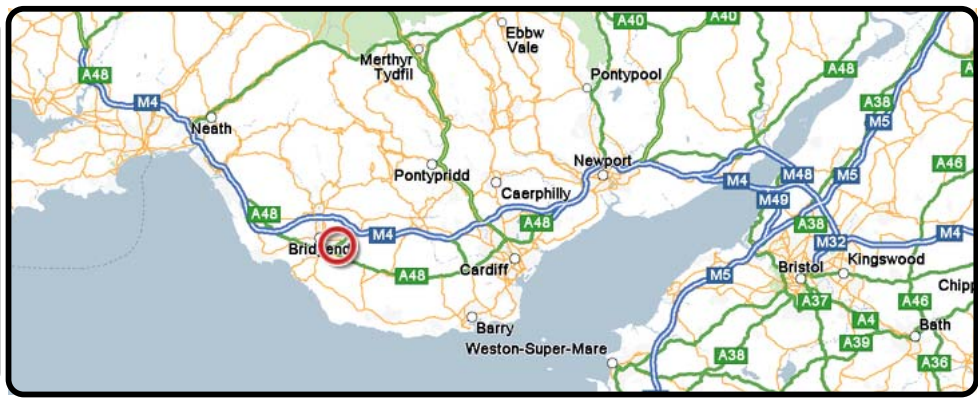 A40
A40
Ebbw
Vale
Merthyr
Tydfil
A48
A48
Pontypool
M4
A38
M5
Neath
Newport
A46
Pontypridd
M48
M5
Caerphilly
M4
M49
A48
A48
A38
M4
M4
Bridgend
M32
Cardiff
Kingswood
A48
M5
Bristol
Chipp
A37
A46
A4
Barry
Bath
Weston-Super-Mare
A39
A38
A36